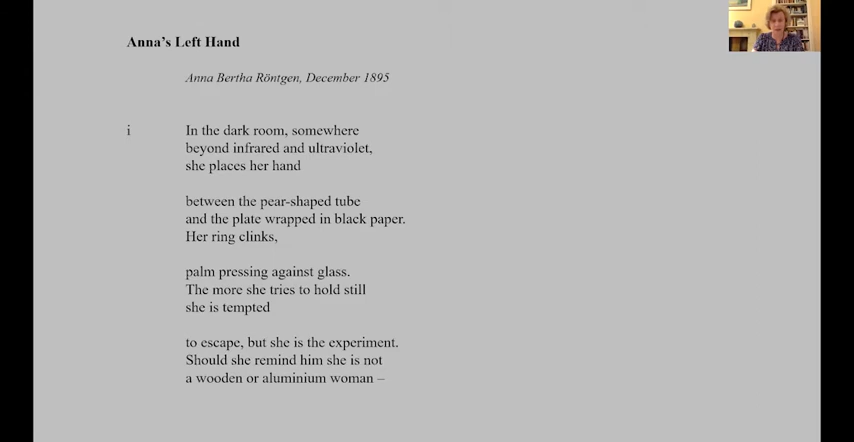 Anna's Left Hand
Anna Bertha Röntgen, December 1895
i In the dark room, somewhere
beyond infrared and ultraviolet,
she places her hand
between the pear-shaped tube
and the plate wrapped in black paper.
Her ring clinks,
palm pressing against glass.
The more she tries to hold still
she is tempted
to escape, but she is the experiment.
Should she remind him she is not
a wooden or aluminium woman –